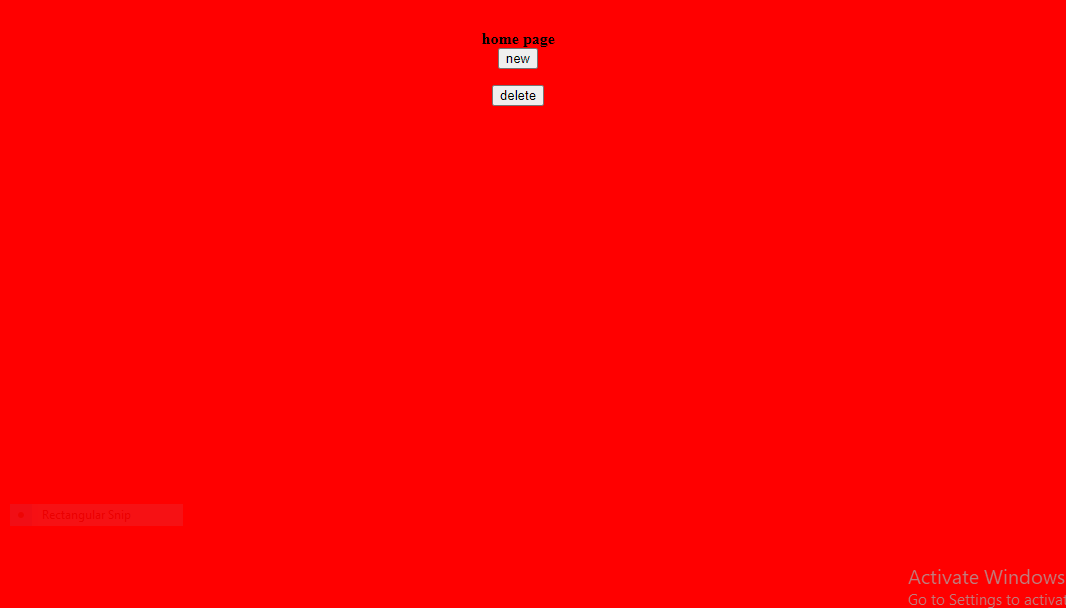 home page
new
delete
Rectangular Snip
Activate Windows
Go to Settings to activat